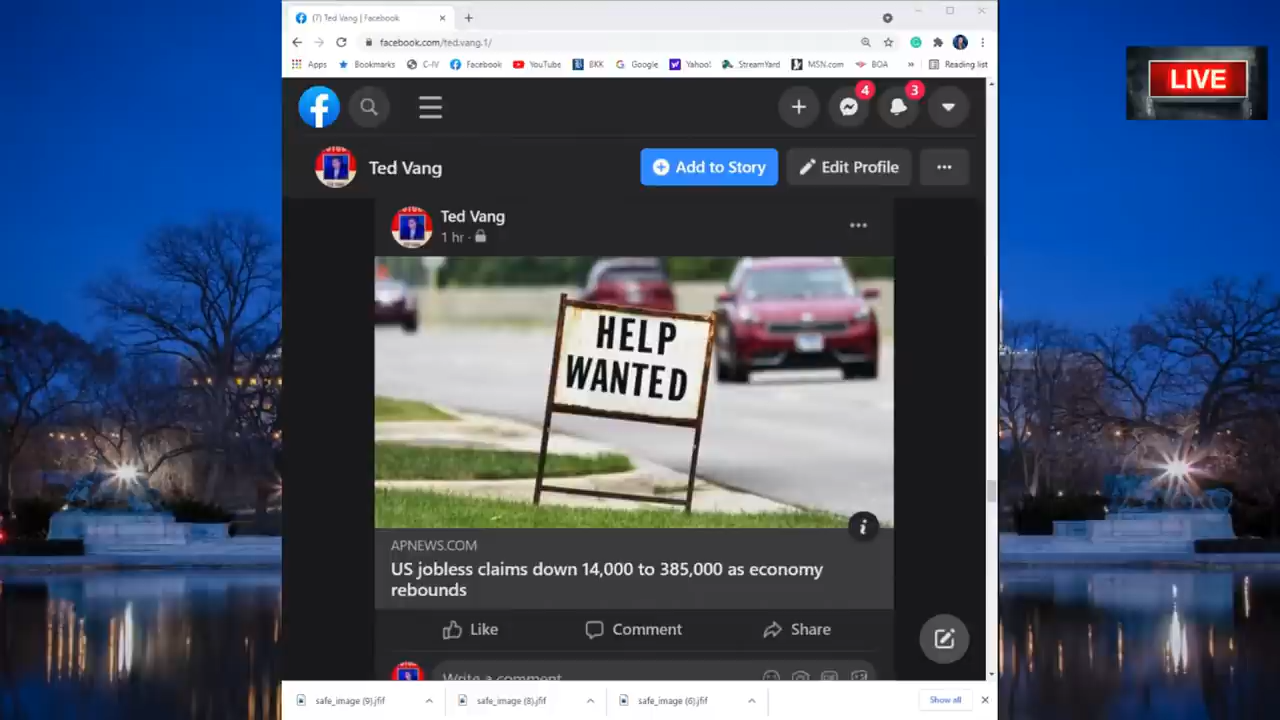 (7) Ted Vang | Facebook
facebook.com/ted.vang.1/
Apps Bookmarks C-IV Facebook YouTube BKK Google Yahoo! StreamYard MSN.com BOA » Reading list
LIVE
4 3
Ted Vang
Add to Story
Edit Profile
Ted Vang
1 hr ·
HELP
WANTED
APNEWS.COM
US jobless claims down 14,000 to 385,000 as economy
rebounds
Like Comment Share
Write a comment
safe_image (9).jfif safe_image (8).jfif safe_image (6).jfif Show all